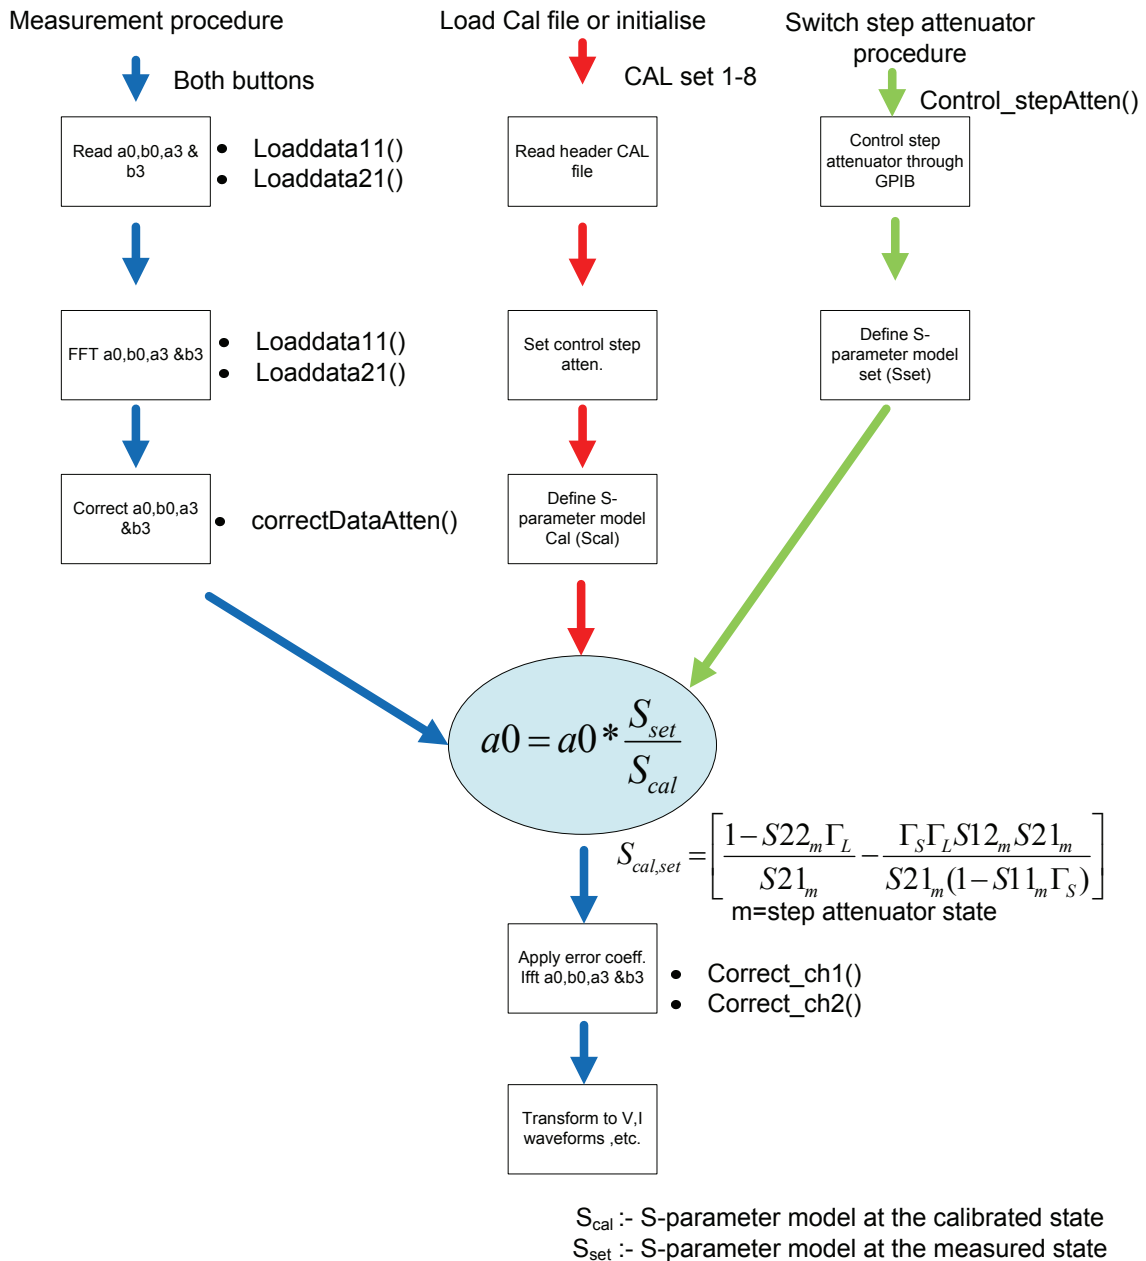 Measurement procedure
Both buttons
Read a0,b0,a3 &
b3
• Loaddata11()
• Loaddata21()
FFT a0,b0,a3 &b3
• Loaddata11()
• Loaddata21()
Correct a0,b0,a3
&b3
• correctDataAtten()
Load Cal file or initialise
CAL set 1-8
Read header CAL
file
Set control step
atten.
Define S-
parameter model
Cal (Scal)
Switch step attenuator
procedure
Control_stepAtten()
Control step
attenuator through
GPIB
Define S-
parameter model
set (Sset)
a0 = a0 * S_set / S_cal
S_cal,set = [ (1 − S22_m Γ_L) / S21_m − (Γ_S Γ_L S12_m S21_m) / (S21_m (1 − S11_m Γ_S)) ]
m=step attenuator state
Apply error coeff.
Ifft a0,b0,a3 &b3
• Correct_ch1()
• Correct_ch2()
Transform to V,I
waveforms ,etc.
S_cal :- S-parameter model at the calibrated state
S_set :- S-parameter model at the measured state